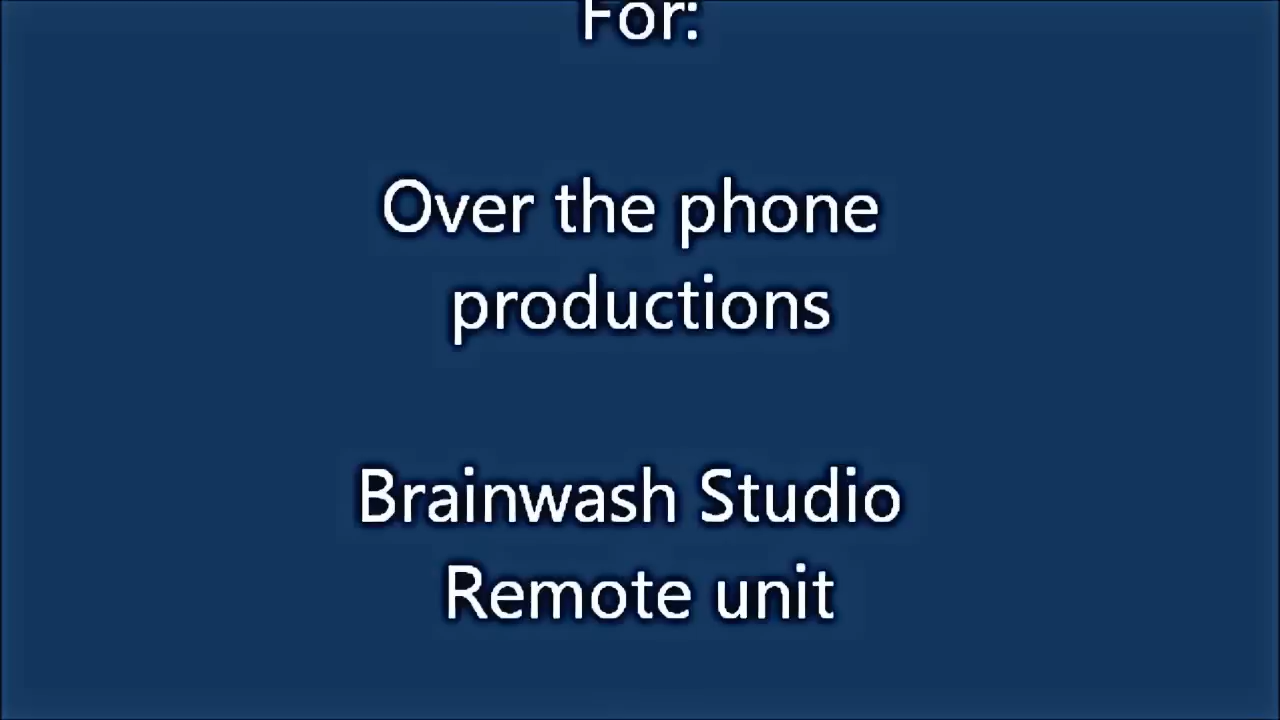 For:
Over the phone
productions
Brainwash Studio
Remote unit